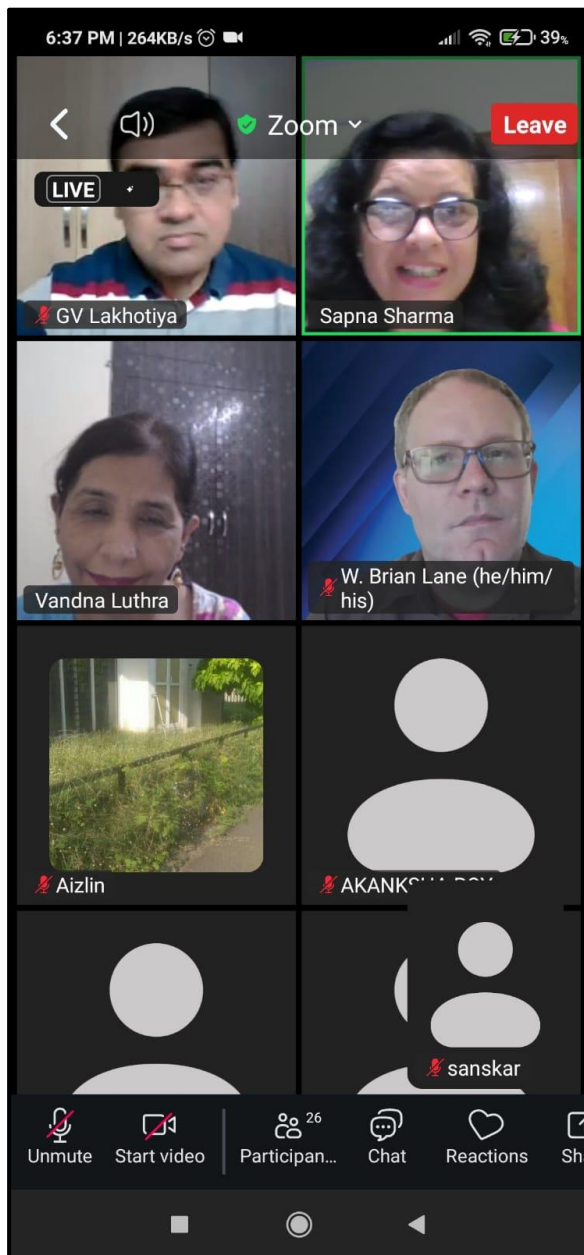 6:37 PM | 264KB/s 39%
Zoom Leave
LIVE
GV Lakhotiya
Sapna Sharma
Vandna Luthra
W. Brian Lane (he/him/
his)
Aizlin
sanskar
26
Unmute Start video Participan... Chat Reactions